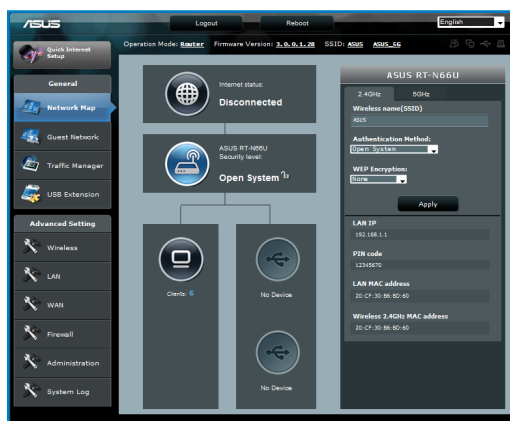 ASUS
Logout
Reboot
English
Quick Internet
Setup
Operation Mode: Router Firmware Version: 3.0.0.1.28 SSID: ASUS ASUS_5G
General
Network Map
Guest Network
Traffic Manager
USB Extension
Advanced Setting
Wireless
LAN
WAN
Firewall
Administration
System Log
Internet status:
Disconnected
ASUS RT-N66U
Security level:
Open System
Clients: 6
No Device
No Device
ASUS RT-N66U
2.4GHz 5GHz
Wireless name(SSID)
ASUS
Authentication Method:
Open System
WEP Encryption:
None
Apply
LAN IP
192.168.1.1
PIN code
12345670
LAN MAC address
20:CF:30:B6:BD:60
Wireless 2.4GHz MAC address
20:CF:30:B6:BD:60